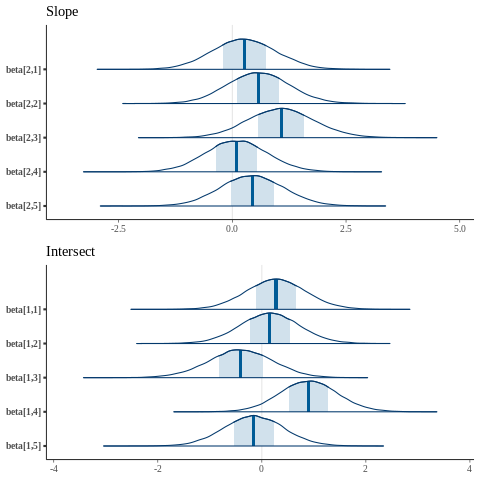 Slope
beta[2,1]
beta[2,2]
beta[2,3]
beta[2,4]
beta[2,5]
-2.5 0.0 2.5 5.0
Intersect
beta[1,1]
beta[1,2]
beta[1,3]
beta[1,4]
beta[1,5]
-4 -2 0 2 4